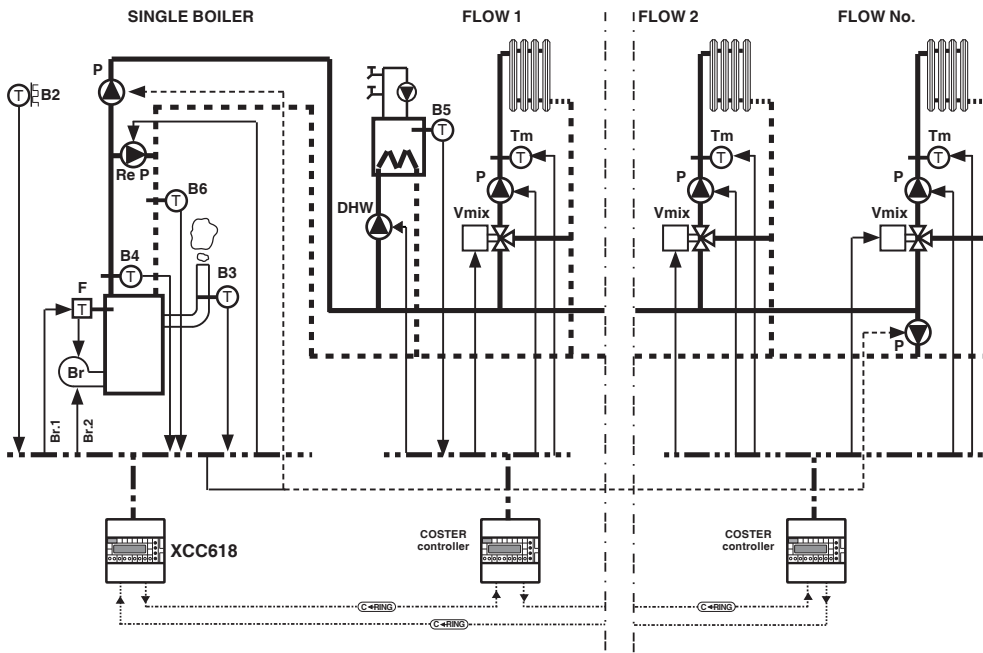 SINGLE BOILER
FLOW 1
FLOW 2
FLOW No.
P
T
B2
B5
T
Tm
T
Tm
T
Tm
T
Re P
P
P
P
B6
T
DHW
Vmix
Vmix
Vmix
B4
T
B3
T
F
T
P
Br
Br.1
Br.2
XCC618
COSTER
controller
COSTER
controller
C◄RING
C◄RING
C◄RING